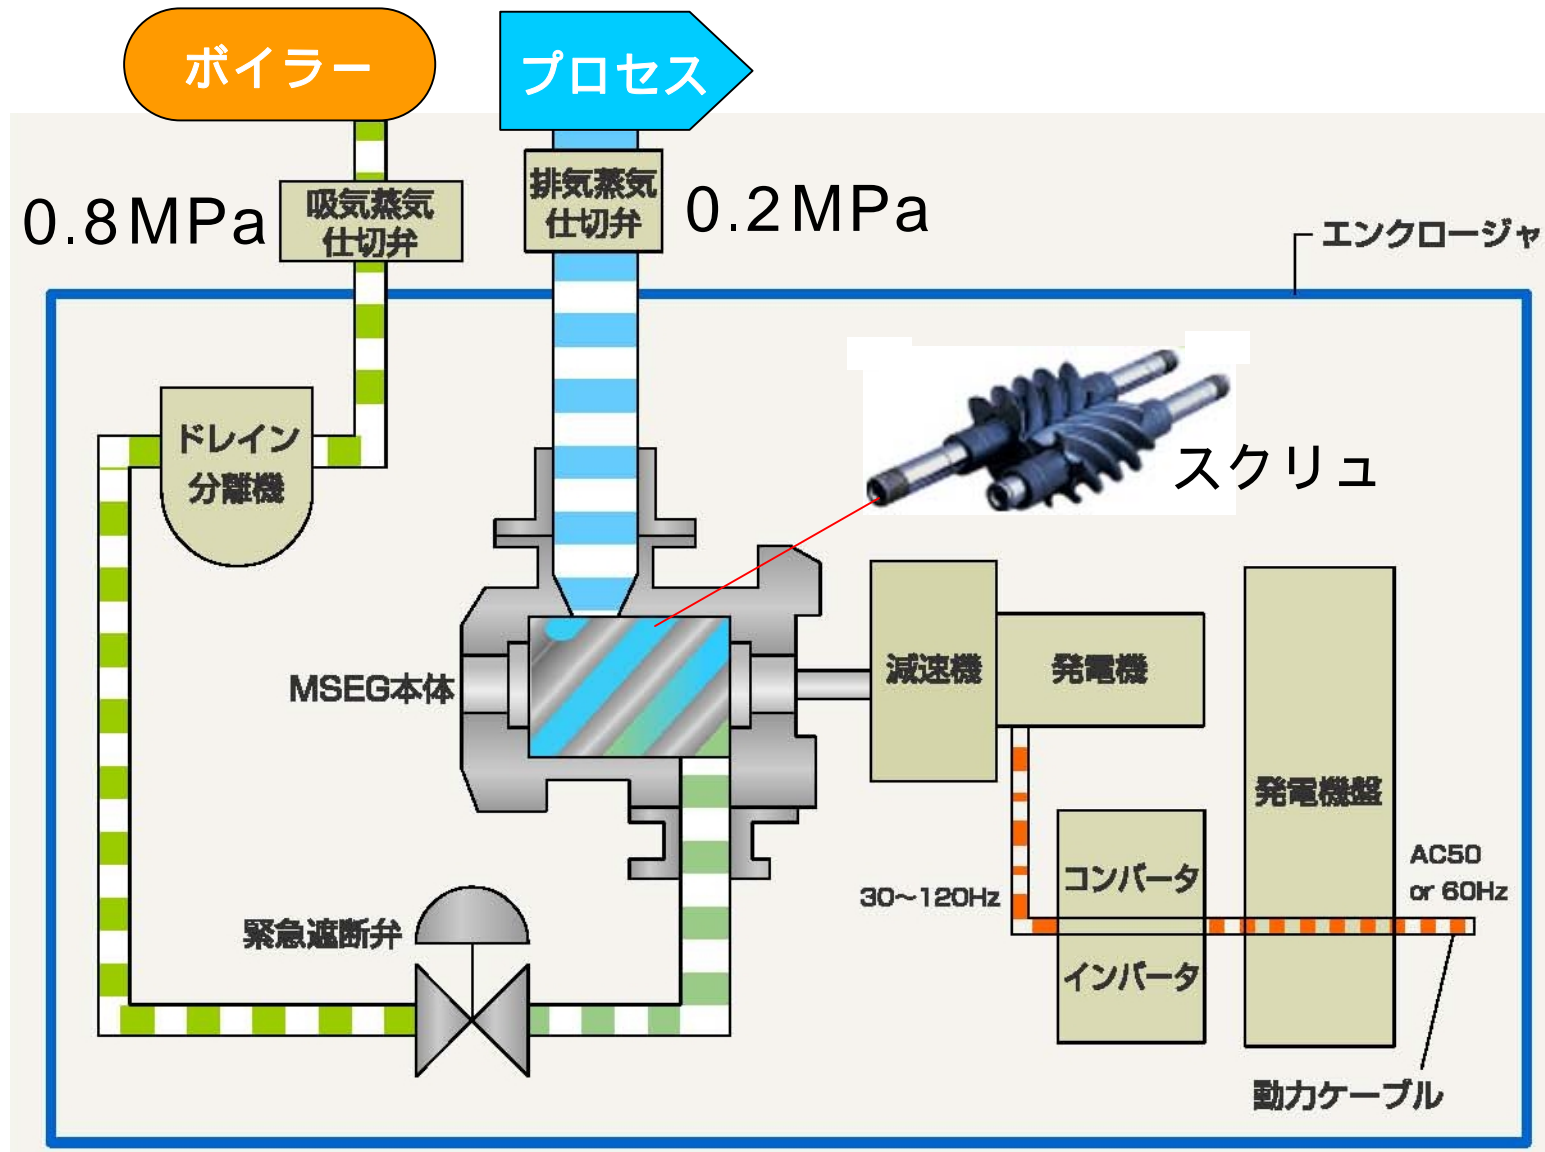 ボイラー
プロセス
0.8MPa
吸気蒸気
仕切弁
排気蒸気
仕切弁
0.2MPa
エンクロージャ
ドレイン
分離機
スクリュ
MSEG本体
減速機
発電機
発電機盤
コンバータ
インバータ
30～120Hz
AC50
or 60Hz
緊急遮断弁
動力ケーブル